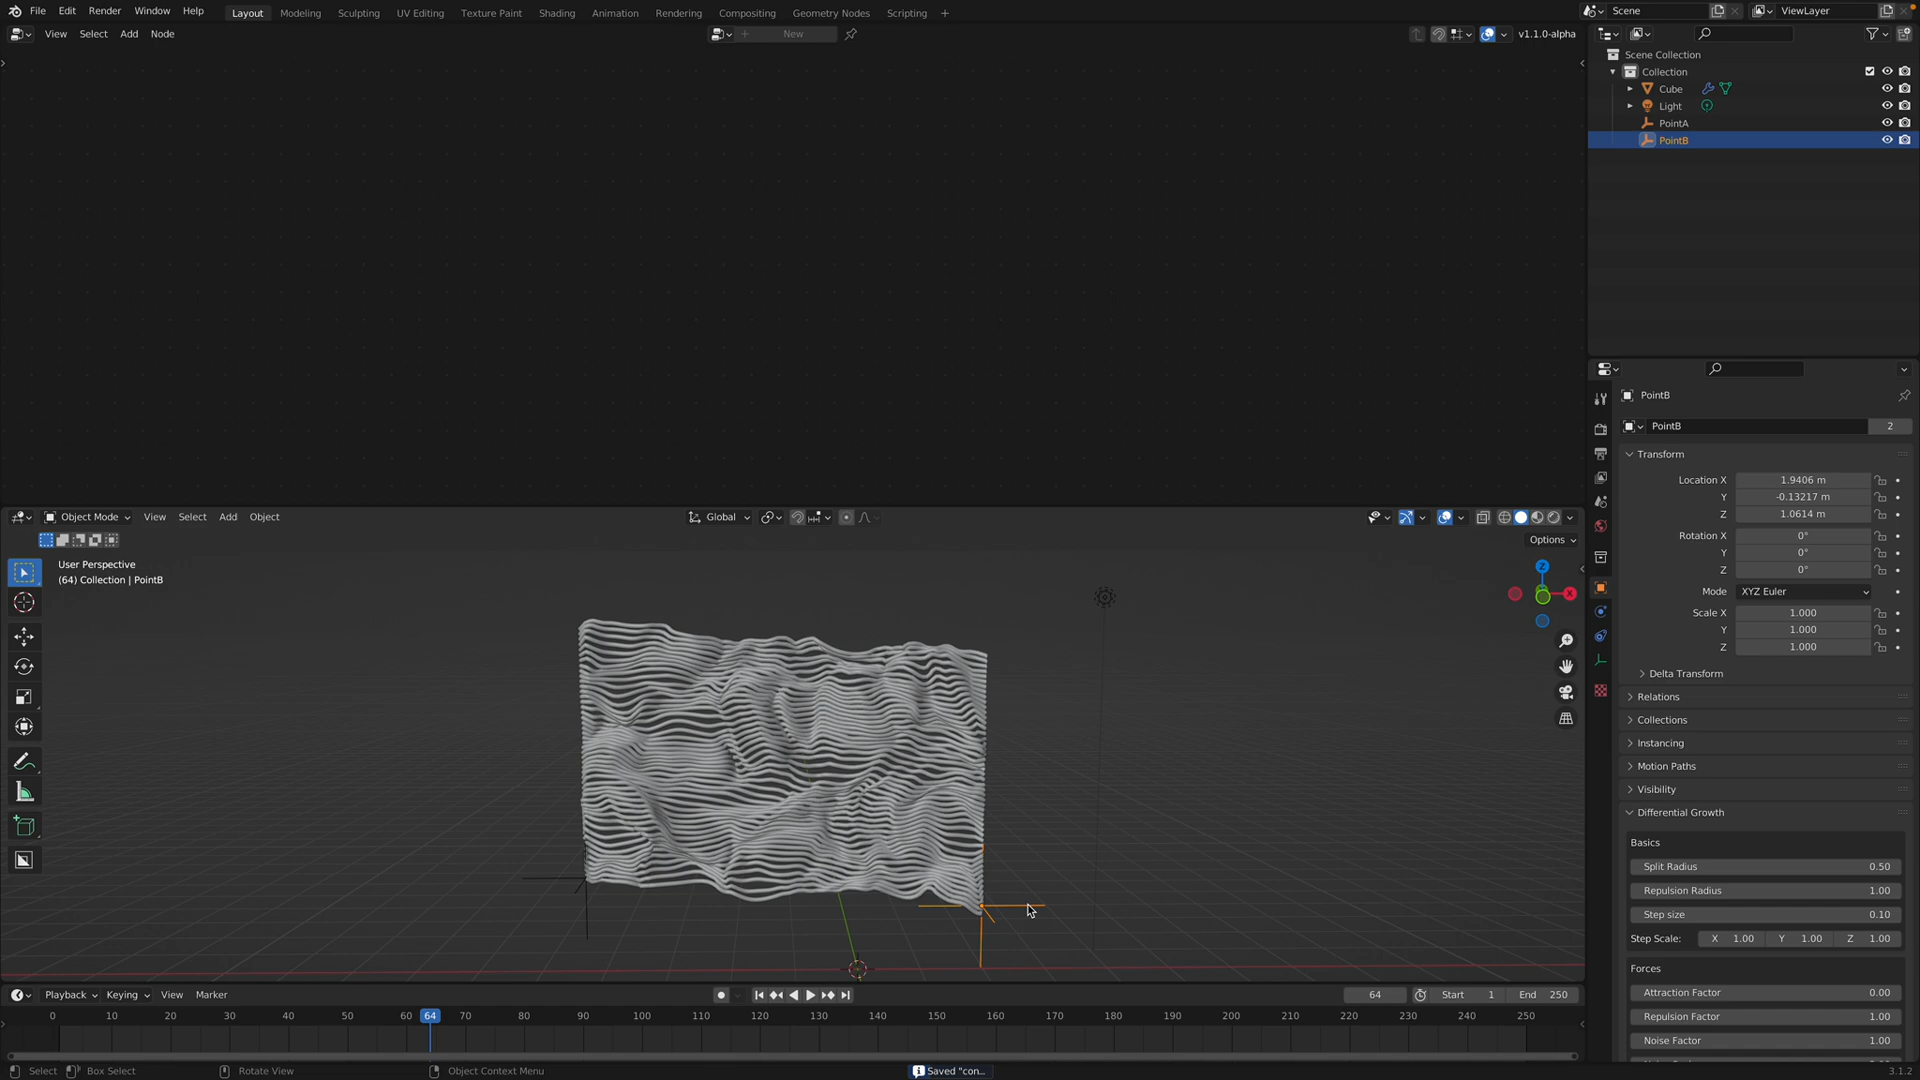 File Edit Render Window Help Layout Modeling Sculpting UV Editing Texture Paint Shading Animation Rendering Compositing Geometry Nodes Scripting + Scene ViewLayer
View Select Add Node New v1.1.0-alpha
Scene Collection
Collection
Cube
Light
PointA
PointB
PointB
PointB 2
Transform
Location X 1.9406 m
Y -0.13217 m
Z 1.0614 m
Rotation X 0°
Y 0°
Z 0°
Mode XYZ Euler
Scale X 1.000
Y 1.000
Z 1.000
Delta Transform
Relations
Collections
Instancing
Motion Paths
Visibility
Differential Growth
Basics
Split Radius 0.50
Repulsion Radius 1.00
Step size 0.10
Step Scale: X 1.00 Y 1.00 Z 1.00
Forces
Attraction Factor 0.00
Repulsion Factor 1.00
Noise Factor 1.00
Object Mode View Select Add Object Global
Options
User Perspective
(64) Collection | PointB
Z
X
Playback Keying View Marker 64 Start 1 End 250
0 10 20 30 40 50 60 64 70 80 90 100 110 120 130 140 150 160 170 180 190 200 210 220 230 240 250
Select Box Select Rotate View Object Context Menu Saved "con... 3.1.2